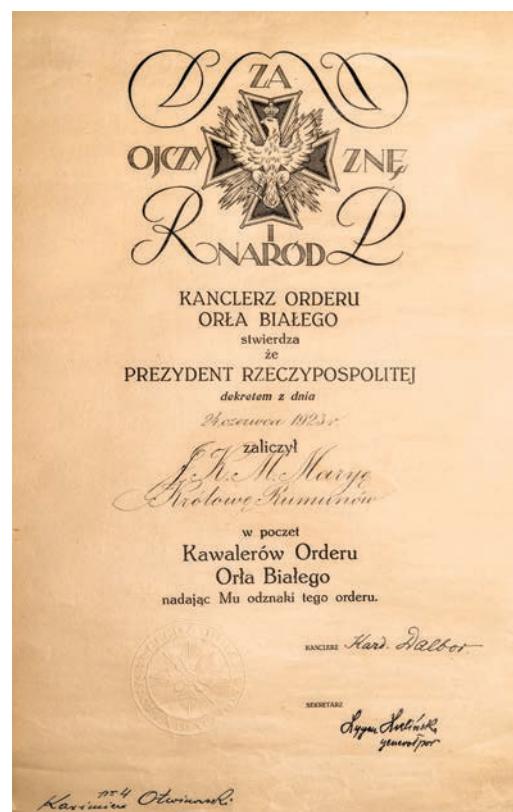 ZA
OJCZY ZNĘ
I
R NARÓD P
KANCLERZ ORDERU
ORŁA BIAŁEGO
stwierdza
że
PREZYDENT RZECZYPOSPOLITEJ
dekretem z dnia
24 czerwca 1923 r.
zaliczył
J. K. M. Maryę
Królowę Rumunów
w poczet
Kawalerów Orderu
Orła Białego
nadając Mu odznaki tego orderu.
KANCLERZ Kard. Dalbor
SEKRETARZ
generał por
nr 4
Kazimierz Otwinowski